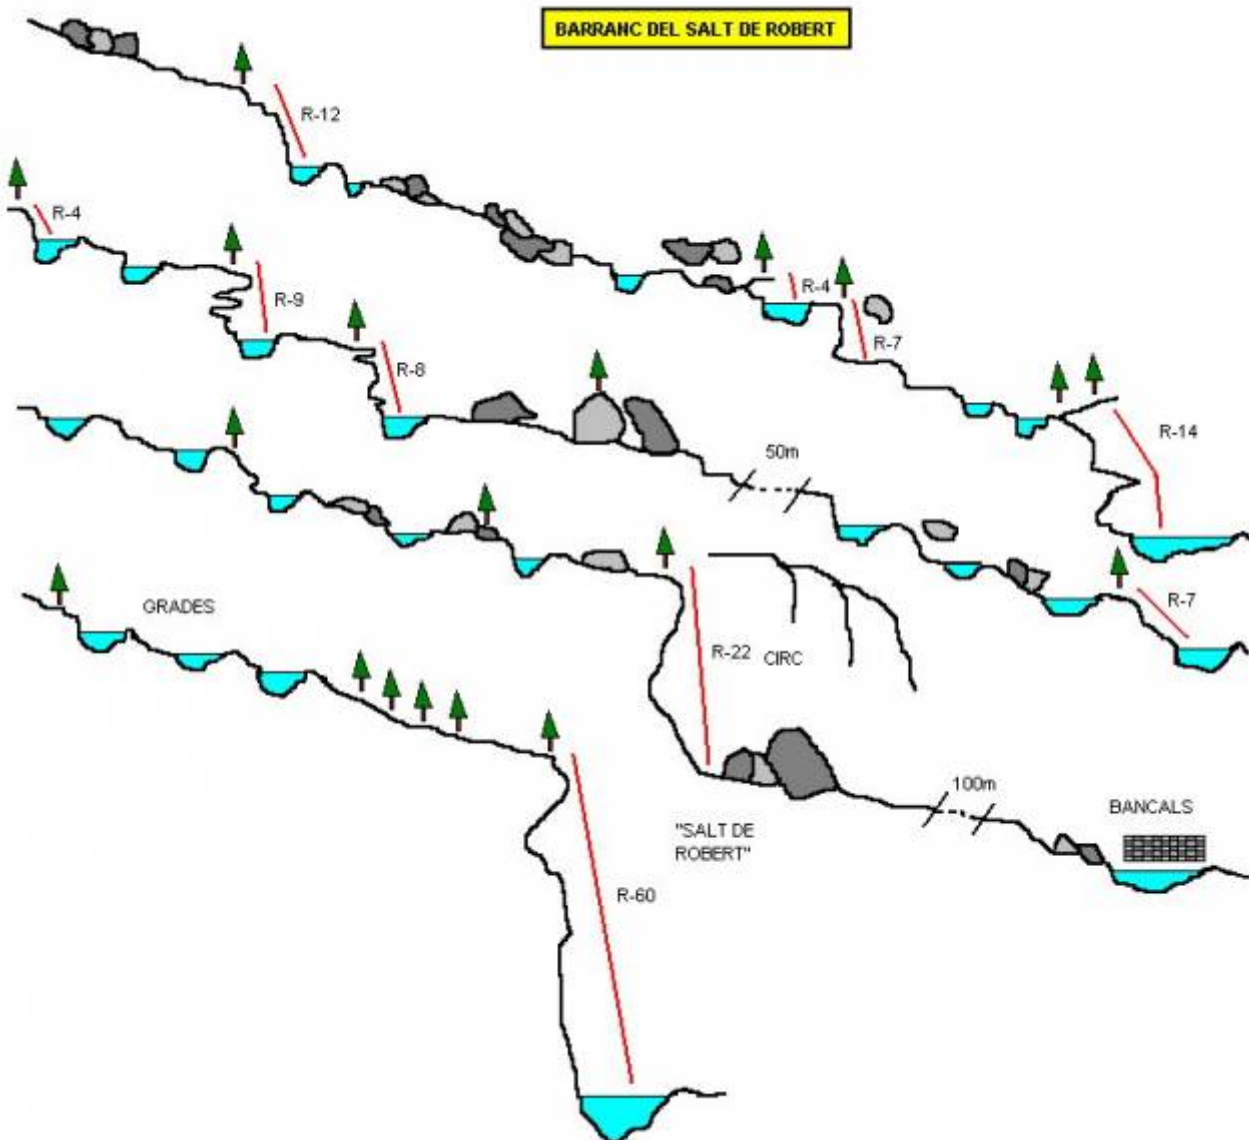 BARRANC DEL SALT DE ROBERT
R-12
R-4
R-7
R-14
R-4
R-9
R-8
50m
R-7
R-22
CIRC
100m
BANCALS
GRADES
"SALT DE
ROBERT"
R-60